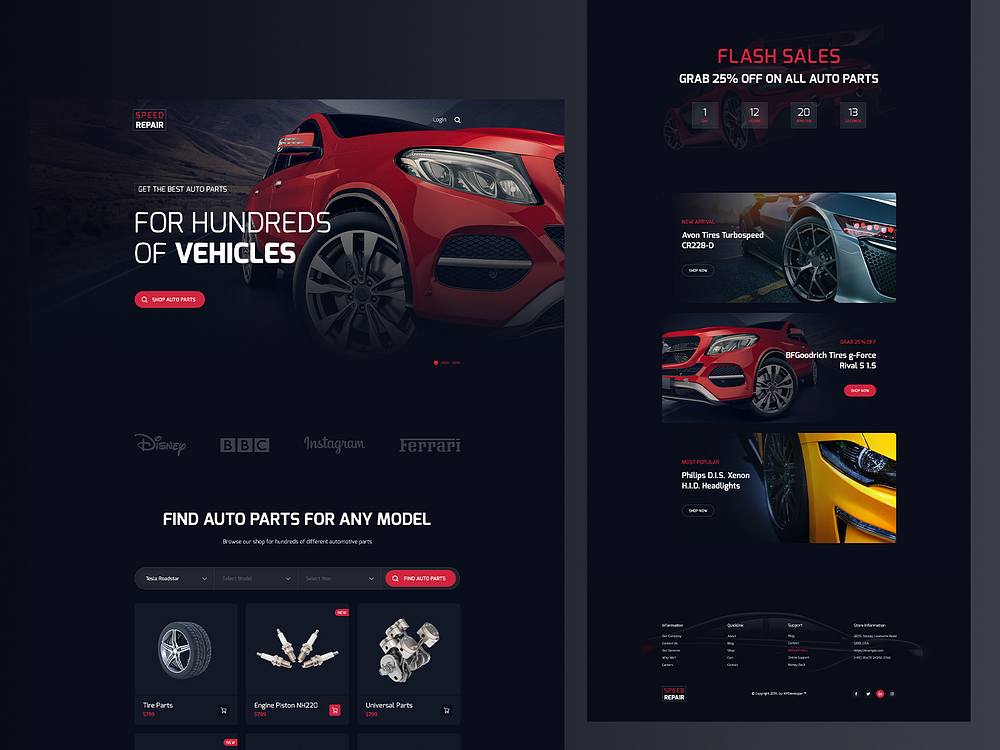 SPEED
REPAIR
Login
GET THE BEST AUTO PARTS
FOR HUNDREDS
OF VEHICLES
SHOP AUTO PARTS
Disney
BBC
Instagram
Ferrari
FIND AUTO PARTS FOR ANY MODEL
Browse our shop for hundreds of different automotive parts
Tesla Roadstar
Select Model
Select Year
FIND AUTO PARTS
NEW
Tire Parts
$799
Engine Piston NH220
$799
Universal Parts
$799
NEW
FLASH SALES
GRAB 25% OFF ON ALL AUTO PARTS
1
DAY
12
HOURS
20
MINUTES
13
SECONDS
NEW ARRIVAL
Avon Tires Turbospeed
CR228-D
SHOP NOW
GRAB 25% OFF
BFGoodrich Tires g-Force
Rival S 1.5
SHOP NOW
MOST POPULAR
Philips D.I.S. Xenon
H.I.D. Headlights
SHOP NOW
Information
Our Company
Contact Us
Our Services
Why We?
Careers
Quicklink
About
Blog
Shop
Cart
Contact
Support
Blog
Contact
Refund Policy
Online Support
Money Back
Store Information
SPEED
REPAIR